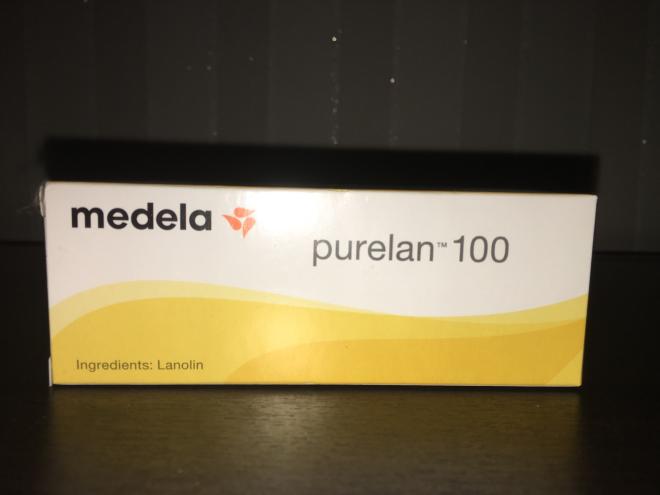 medela
purelan™ 100
Ingredients: Lanolin